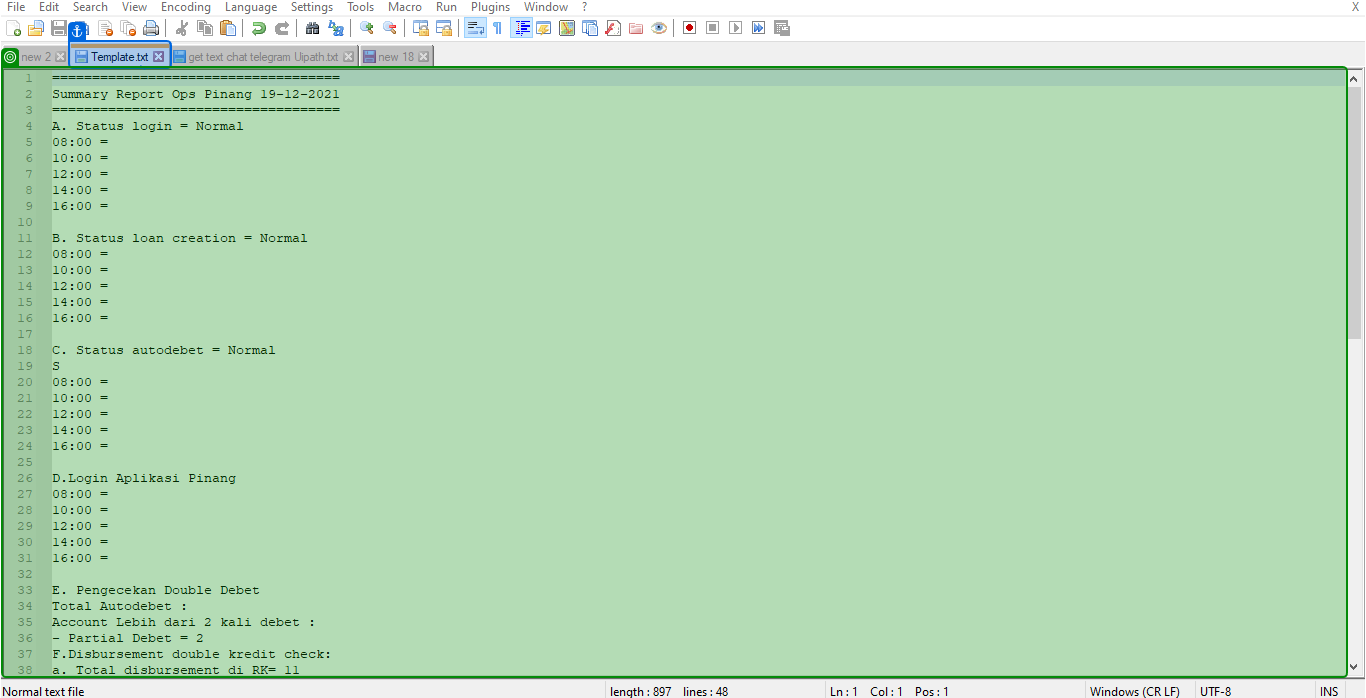 File Edit Search View Encoding Language Settings Tools Macro Run Plugins Window ? X
new 2 Template.txt get text chat telegram Uipath.txt new 18
1 ====================================
2 Summary Report Ops Pinang 19-12-2021
3 ====================================
4 A. Status login = Normal
5 08:00 =
6 10:00 =
7 12:00 =
8 14:00 =
9 16:00 =
10
11 B. Status loan creation = Normal
12 08:00 =
13 10:00 =
14 12:00 =
15 14:00 =
16 16:00 =
17
18 C. Status autodebet = Normal
19 S
20 08:00 =
21 10:00 =
22 12:00 =
23 14:00 =
24 16:00 =
25
26 D.Login Aplikasi Pinang
27 08:00 =
28 10:00 =
29 12:00 =
30 14:00 =
31 16:00 =
32
33 E. Pengecekan Double Debet
34 Total Autodebet :
35 Account Lebih dari 2 kali debet :
36 - Partial Debet = 2
37 F.Disbursement double kredit check:
38 a. Total disbursement di RK= 11
Normal text file length : 897 lines : 48 Ln : 1 Col : 1 Pos : 1 Windows (CR LF) UTF-8 INS